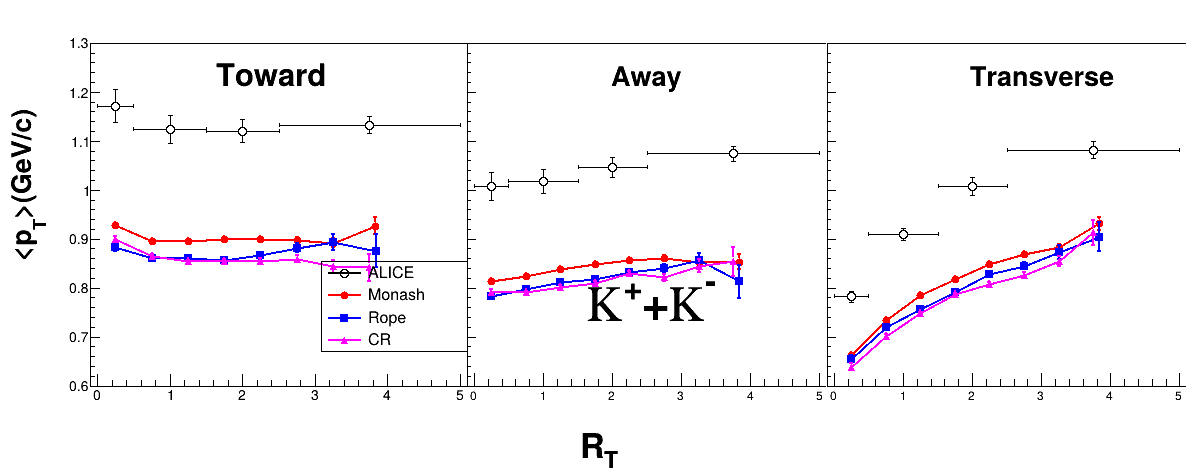 Toward
Away
Transverse
<pT>(GeV/c)
1.3
1.2
1.1
1
0.9
0.8
0.7
0.6
ALICE
Monash
Rope
CR
K++K-
0 1 2 3 4 5
0 1 2 3 4 5
0 1 2 3 4 5
RT